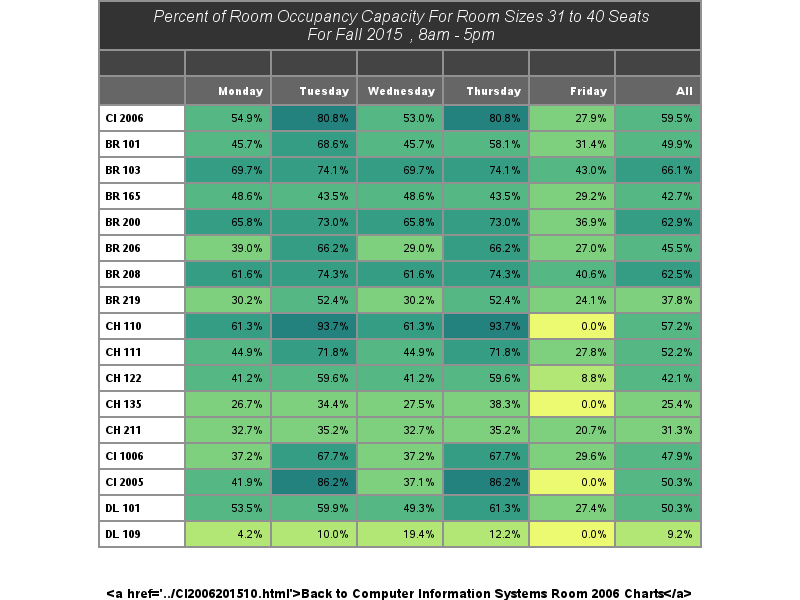 Percent of Room Occupancy Capacity For Room Sizes 31 to 40 Seats
For Fall 2015 , 8am - 5pm
Monday Tuesday Wednesday Thursday Friday All
CI 2006 54.9% 80.8% 53.0% 80.8% 27.9% 59.5%
BR 101 45.7% 68.6% 45.7% 58.1% 31.4% 49.9%
BR 103 69.7% 74.1% 69.7% 74.1% 43.0% 66.1%
BR 165 48.6% 43.5% 48.6% 43.5% 29.2% 42.7%
BR 200 65.8% 73.0% 65.8% 73.0% 36.9% 62.9%
BR 206 39.0% 66.2% 29.0% 66.2% 27.0% 45.5%
BR 208 61.6% 74.3% 61.6% 74.3% 40.6% 62.5%
BR 219 30.2% 52.4% 30.2% 52.4% 24.1% 37.8%
CH 110 61.3% 93.7% 61.3% 93.7% 0.0% 57.2%
CH 111 44.9% 71.8% 44.9% 71.8% 27.8% 52.2%
CH 122 41.2% 59.6% 41.2% 59.6% 8.8% 42.1%
CH 135 26.7% 34.4% 27.5% 38.3% 0.0% 25.4%
CH 211 32.7% 35.2% 32.7% 35.2% 20.7% 31.3%
CI 1006 37.2% 67.7% 37.2% 67.7% 29.6% 47.9%
CI 2005 41.9% 86.2% 37.1% 86.2% 0.0% 50.3%
DL 101 53.5% 59.9% 49.3% 61.3% 27.4% 50.3%
DL 109 4.2% 10.0% 19.4% 12.2% 0.0% 9.2%
&lt;a href='../CI2006201510.html'&gt;Back to Computer Information Systems Room 2006 Charts&lt;/a&gt;